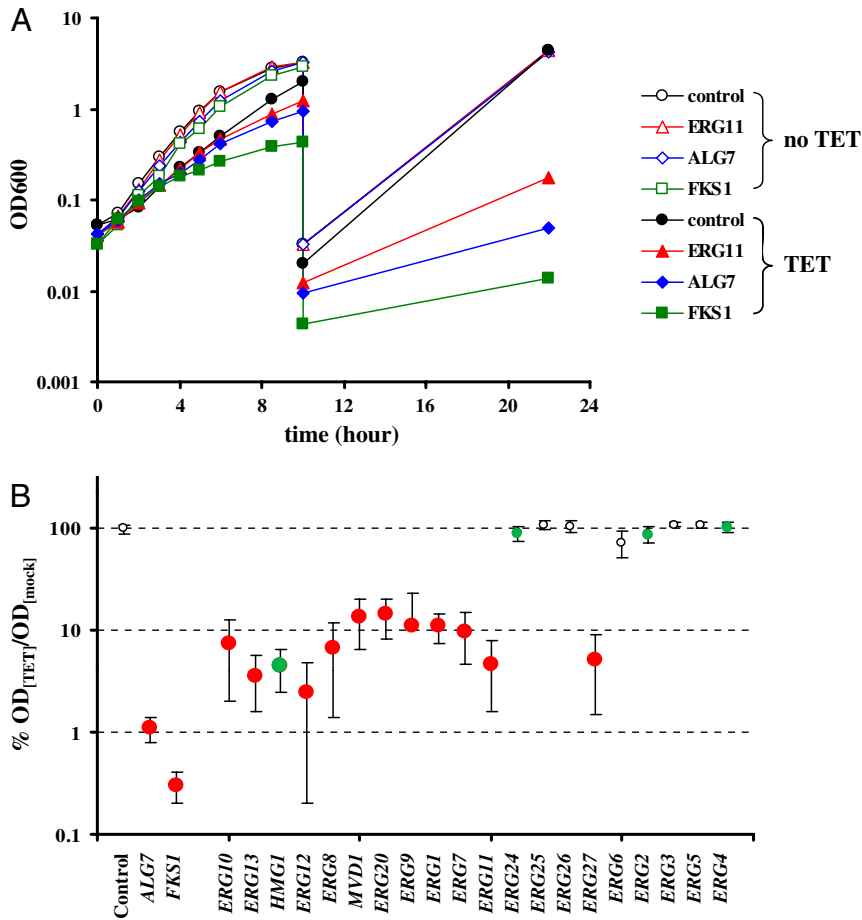 A
10
1
0.1
0.01
0.001
OD600
0
4
8
12
16
20
24
time (hour)
control
ERG11
ALG7
FKS1
no TET
control
ERG11
ALG7
FKS1
TET
B
100
10
1
0.1
% OD[TET]/OD[mock]
Control
ALG7
FKS1
ERG10
ERG13
HMG1
ERG12
ERG8
MVD1
ERG20
ERG9
ERG1
ERG7
ERG11
ERG24
ERG25
ERG26
ERG27
ERG6
ERG2
ERG3
ERG5
ERG4